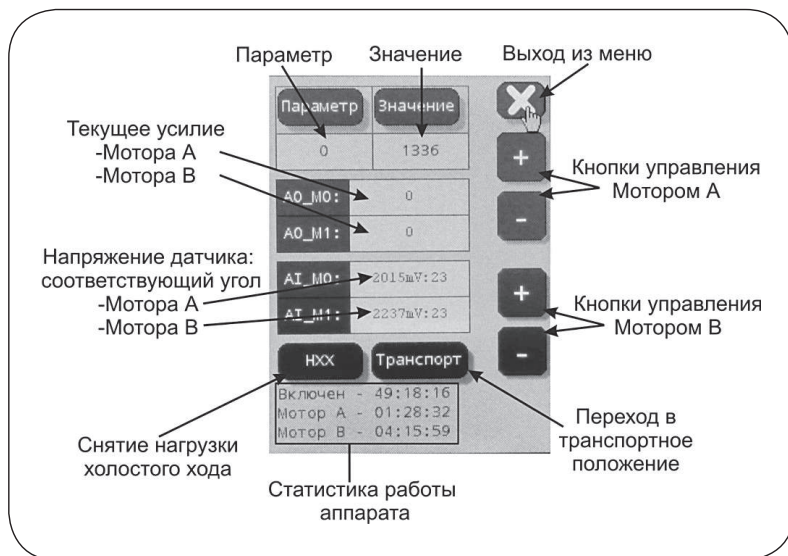 Параметр
Значение
Выход из меню
Параметр Значение
0 1336
Текущее усилие
-Мотора А
-Мотора В
+
-
Кнопки управления
Мотором А
AO_M0: 0
AO_M1: 0
Напряжение датчика:
соответствующий угол
-Мотора А
-Мотора В
AI_M0: 2015mV:23
AI_M1: 2237mV:23
+
-
Кнопки управления
Мотором В
НХХ Транспорт
Включен - 49:18:16
Мотор А - 01:28:32
Мотор В - 04:15:59
Снятие нагрузки
холостого хода
Переход в
транспортное
положение
Статистика работы
аппарата